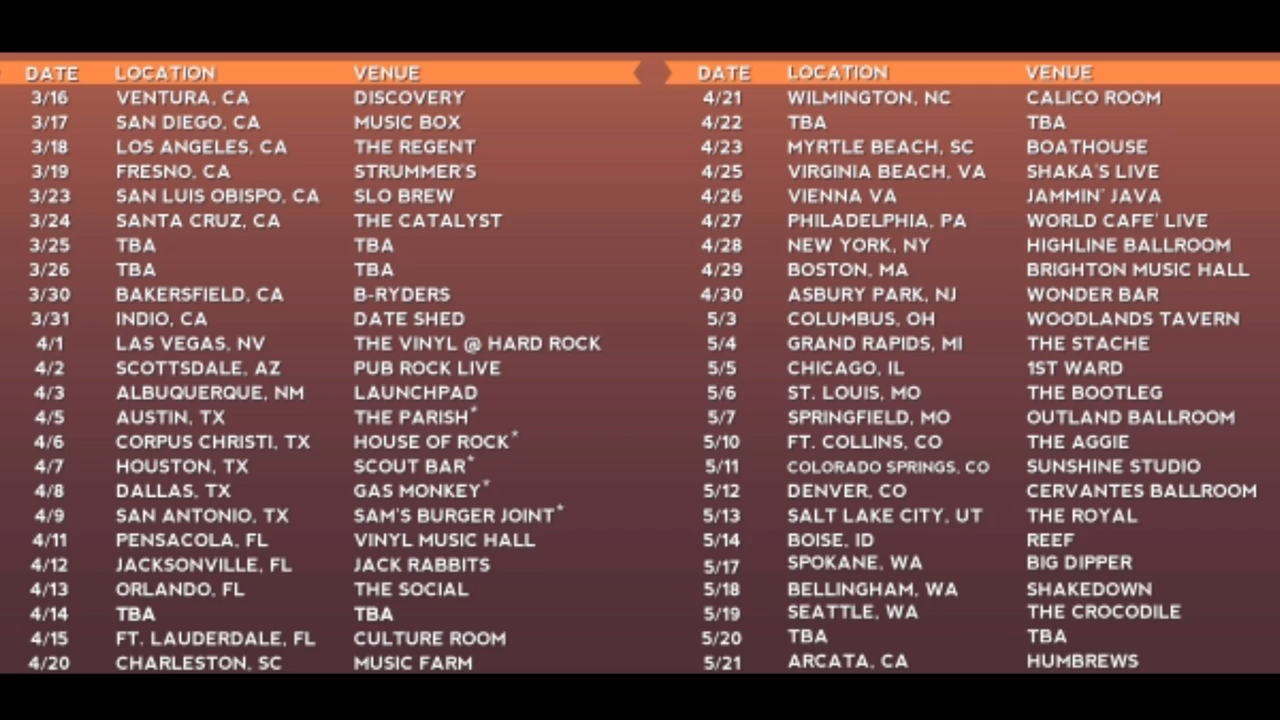 DATE LOCATION VENUE
3/16 VENTURA, CA DISCOVERY
3/17 SAN DIEGO, CA MUSIC BOX
3/18 LOS ANGELES, CA THE REGENT
3/19 FRESNO, CA STRUMMER'S
3/23 SAN LUIS OBISPO, CA SLO BREW
3/24 SANTA CRUZ, CA THE CATALYST
3/25 TBA TBA
3/26 TBA TBA
3/30 BAKERSFIELD, CA B-RYDERS
3/31 INDIO, CA DATE SHED
4/1 LAS VEGAS, NV THE VINYL @ HARD ROCK
4/2 SCOTTSDALE, AZ PUB ROCK LIVE
4/3 ALBUQUERQUE, NM LAUNCHPAD
4/5 AUSTIN, TX THE PARISH*
4/6 CORPUS CHRISTI, TX HOUSE OF ROCK*
4/7 HOUSTON, TX SCOUT BAR*
4/8 DALLAS, TX GAS MONKEY*
4/9 SAN ANTONIO, TX SAM'S BURGER JOINT*
4/11 PENSACOLA, FL VINYL MUSIC HALL
4/12 JACKSONVILLE, FL JACK RABBITS
4/13 ORLANDO, FL THE SOCIAL
4/14 TBA TBA
4/15 FT. LAUDERDALE, FL CULTURE ROOM
4/20 CHARLESTON, SC MUSIC FARM
DATE LOCATION VENUE
4/21 WILMINGTON, NC CALICO ROOM
4/22 TBA TBA
4/23 MYRTLE BEACH, SC BOATHOUSE
4/25 VIRGINIA BEACH, VA SHAKA'S LIVE
4/26 VIENNA VA JAMMIN' JAVA
4/27 PHILADELPHIA, PA WORLD CAFE' LIVE
4/28 NEW YORK, NY HIGHLINE BALLROOM
4/29 BOSTON, MA BRIGHTON MUSIC HALL
4/30 ASBURY PARK, NJ WONDER BAR
5/3 COLUMBUS, OH WOODLANDS TAVERN
5/4 GRAND RAPIDS, MI THE STACHE
5/5 CHICAGO, IL 1ST WARD
5/6 ST. LOUIS, MO THE BOOTLEG
5/7 SPRINGFIELD, MO OUTLAND BALLROOM
5/10 FT. COLLINS, CO THE AGGIE
5/11 COLORADO SPRINGS, CO SUNSHINE STUDIO
5/12 DENVER, CO CERVANTES BALLROOM
5/13 SALT LAKE CITY, UT THE ROYAL
5/14 BOISE, ID REEF
5/17 SPOKANE, WA BIG DIPPER
5/18 BELLINGHAM, WA SHAKEDOWN
5/19 SEATTLE, WA THE CROCODILE
5/20 TBA TBA
5/21 ARCATA, CA HUMBREWS